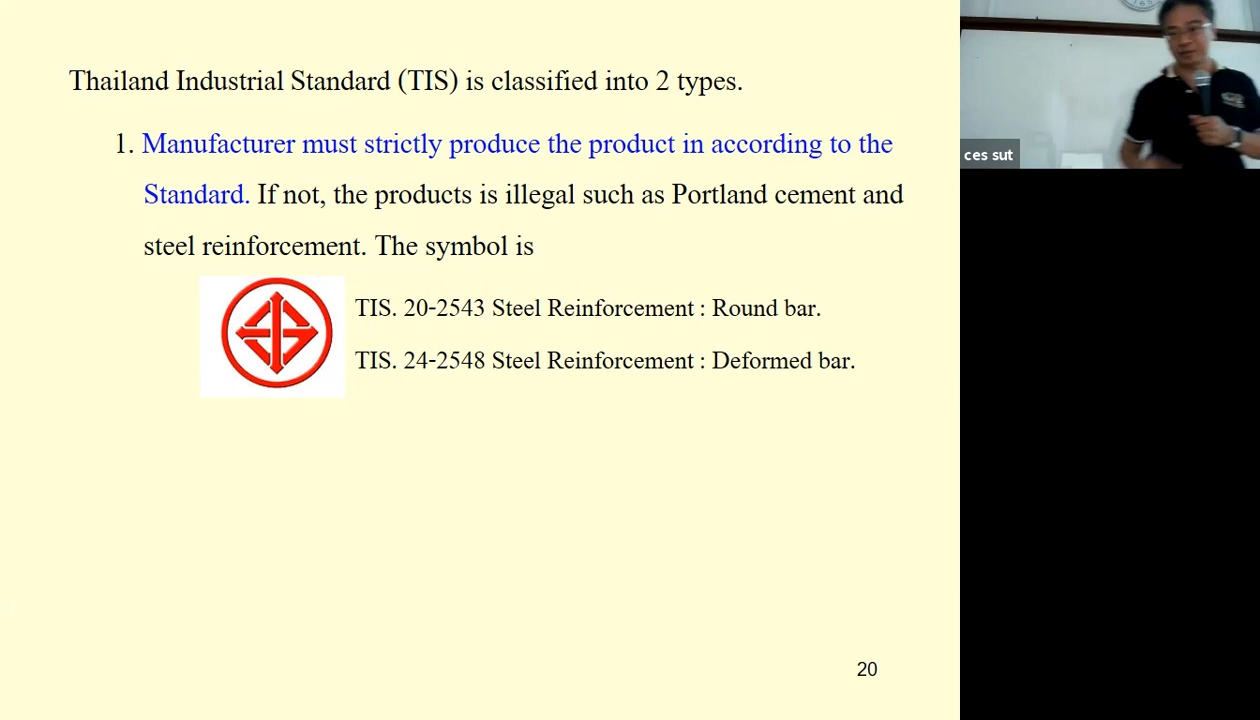 Thailand Industrial Standard (TIS) is classified into 2 types.
1. Manufacturer must strictly produce the product in according to the
Standard. If not, the products is illegal such as Portland cement and
steel reinforcement. The symbol is
TIS. 20-2543 Steel Reinforcement : Round bar.
TIS. 24-2548 Steel Reinforcement : Deformed bar.
20
ces sut